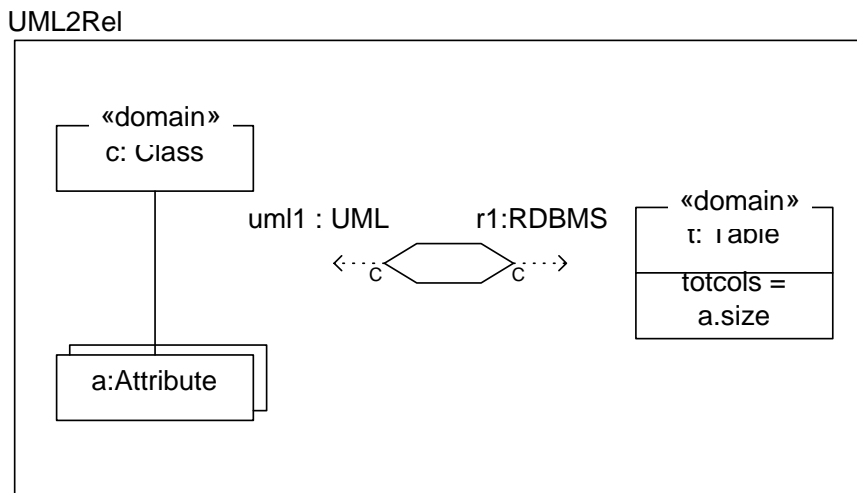 UML2Rel
«domain»
c: Class
uml1 : UML
r1:RDBMS
C
C
«domain»
t: Table
totcols =
a.size
a:Attribute